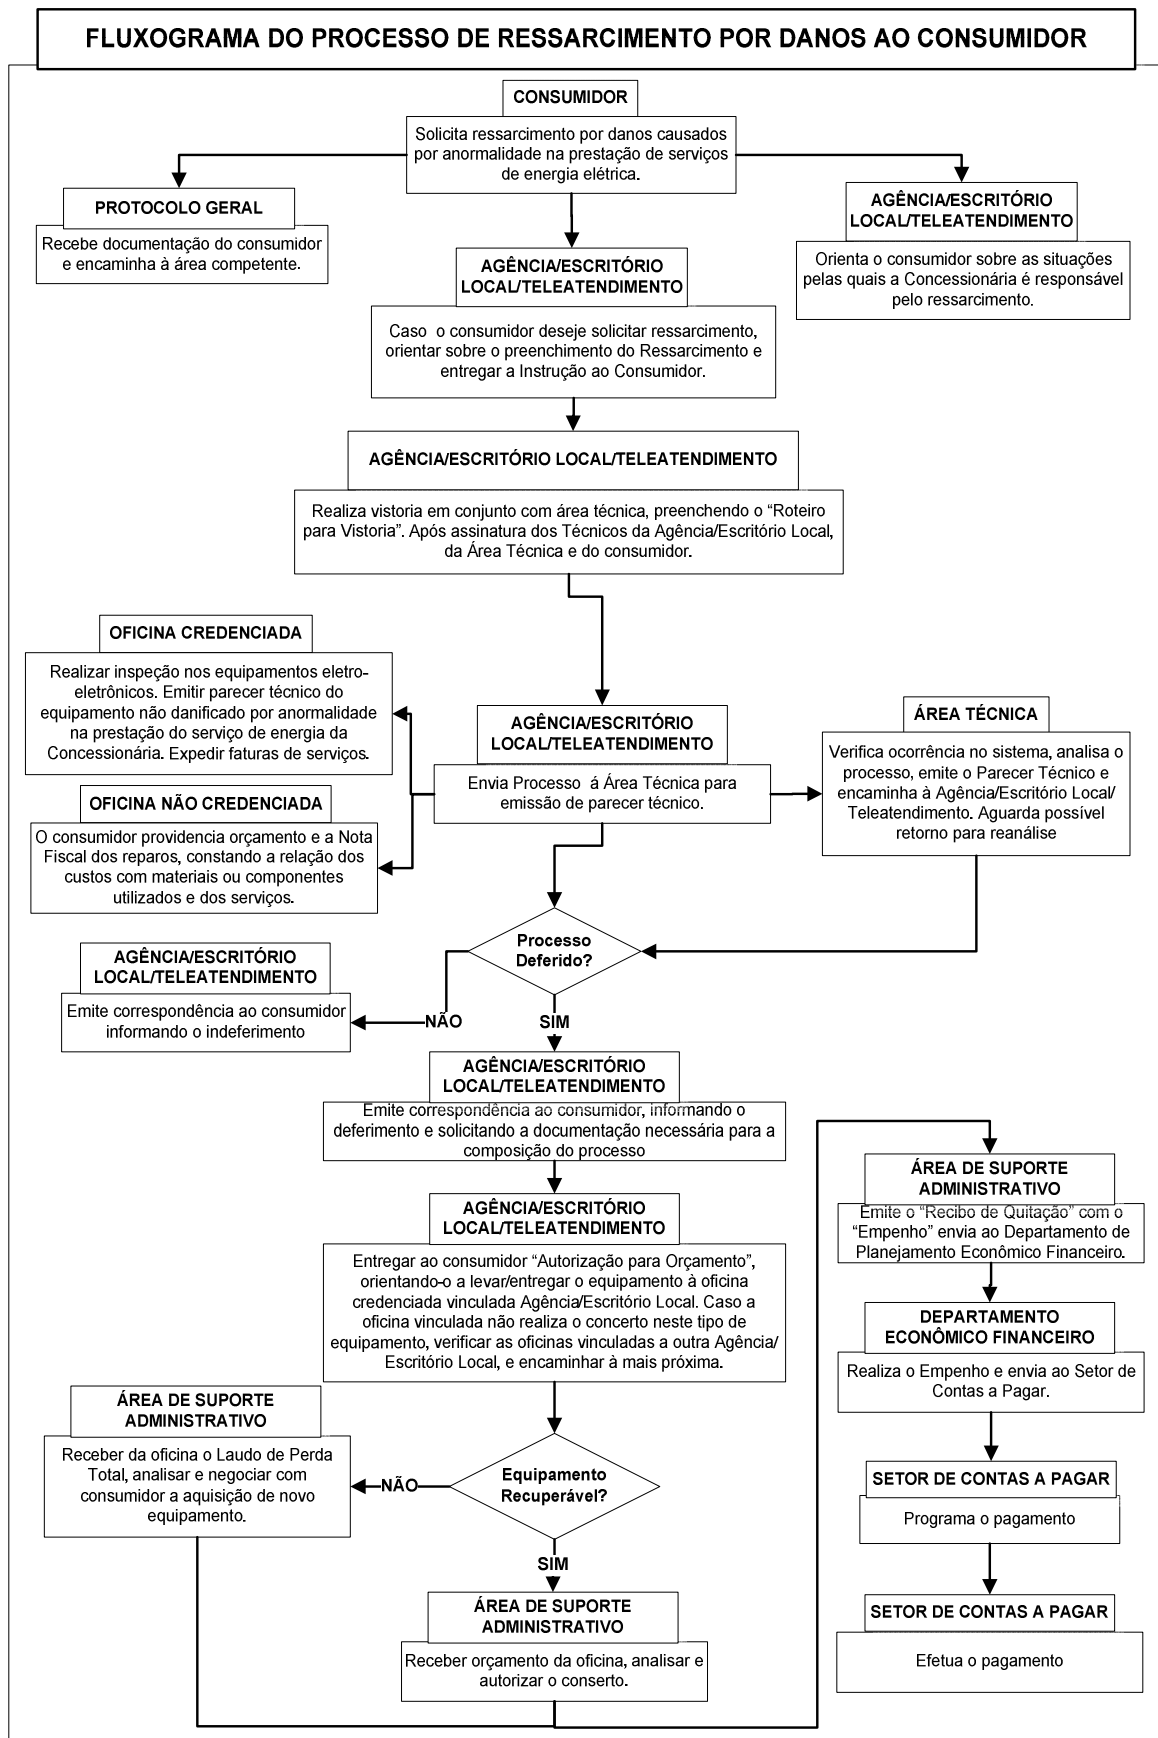 FLUXOGRAMA DO PROCESSO DE RESSARCIMENTO POR DANOS AO CONSUMIDOR
CONSUMIDOR
Solicita ressarcimento por danos causados
por anormalidade na prestação de serviços
de energia elétrica.
PROTOCOLO GERAL
Recebe documentação do consumidor
e encaminha à área competente.
AGÊNCIA/ESCRITÓRIO
LOCAL/TELEATENDIMENTO
Orienta o consumidor sobre as situações
pelas quais a Concessionária é responsável
pelo ressarcimento.
AGÊNCIA/ESCRITÓRIO
LOCAL/TELEATENDIMENTO
Caso  o consumidor deseje solicitar ressarcimento,
orientar sobre o preenchimento do Ressarcimento e
entregar a Instrução ao Consumidor.
AGÊNCIA/ESCRITÓRIO LOCAL/TELEATENDIMENTO
Realiza vistoria em conjunto com área técnica, preenchendo o “Roteiro
para Vistoria”. Após assinatura dos Técnicos da Agência/Escritório Local,
da Área Técnica e do consumidor.
OFICINA CREDENCIADA
Realizar inspeção nos equipamentos eletro-
eletrônicos. Emitir parecer técnico do
equipamento não danificado por anormalidade
na prestação do serviço de energia da
Concessionária. Expedir faturas de serviços.
AGÊNCIA/ESCRITÓRIO
LOCAL/TELEATENDIMENTO
Envia Processo  á Área Técnica para
emissão de parecer técnico.
ÁREA TÉCNICA
Verifica ocorrência no sistema, analisa o
processo, emite o Parecer Técnico e
encaminha à Agência/Escritório Local/
Teleatendimento. Aguarda possível
retorno para reanálise
OFICINA NÃO CREDENCIADA
O consumidor providencia orçamento e a Nota
Fiscal dos reparos, constando a relação dos
custos com materiais ou componentes
utilizados e dos serviços.
Processo
Deferido?
AGÊNCIA/ESCRITÓRIO
LOCAL/TELEATENDIMENTO
Emite correspondência ao consumidor
informando o indeferimento
NÃO
SIM
AGÊNCIA/ESCRITÓRIO
LOCAL/TELEATENDIMENTO
Emite correspondência ao consumidor, informando o
deferimento e solicitando a documentação necessária para a
composição do processo
AGÊNCIA/ESCRITÓRIO
LOCAL/TELEATENDIMENTO
Entregar ao consumidor “Autorização para Orçamento”,
orientando-o a levar/entregar o equipamento à oficina
credenciada vinculada Agência/Escritório Local. Caso a
oficina vinculada não realiza o concerto neste tipo de
equipamento, verificar as oficinas vinculadas a outra Agência/
Escritório Local, e encaminhar à mais próxima.
ÁREA DE SUPORTE
ADMINISTRATIVO
Receber da oficina o Laudo de Perda
Total, analisar e negociar com
consumidor a aquisição de novo
equipamento.
NÃO
Equipamento
Recuperável?
SIM
ÁREA DE SUPORTE
ADMINISTRATIVO
Receber orçamento da oficina, analisar e
autorizar o conserto.
ÁREA DE SUPORTE
ADMINISTRATIVO
Emite o “Recibo de Quitação” com o
“Empenho” envia ao Departamento de
Planejamento Econômico Financeiro.
DEPARTAMENTO
ECONÔMICO FINANCEIRO
Realiza o Empenho e envia ao Setor de
Contas a Pagar.
SETOR DE CONTAS A PAGAR
Programa o pagamento
SETOR DE CONTAS A PAGAR
Efetua o pagamento